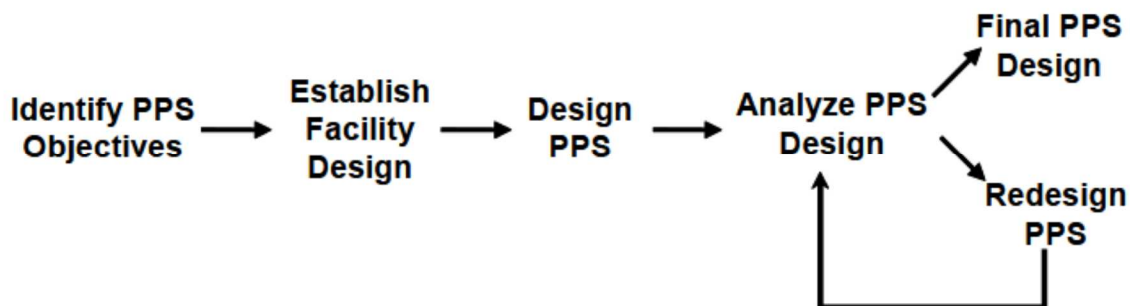 Identify PPS
Objectives
Establish
Facility
Design
Design
PPS
Analyze PPS
Design
Final PPS
Design
Redesign
PPS